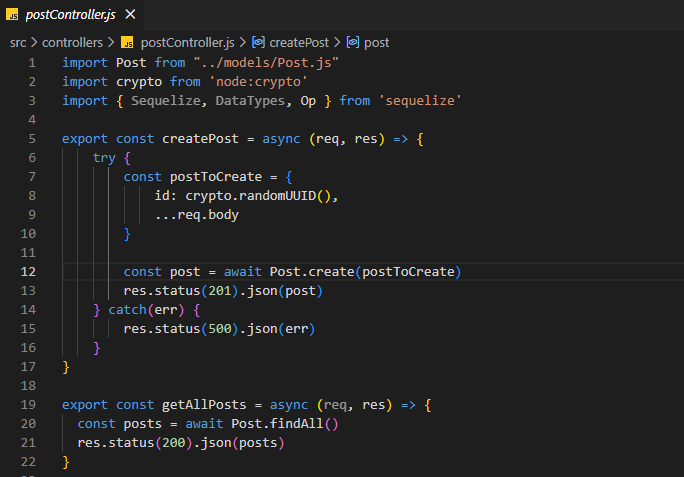 JS postController.js ×
src > controllers > JS postController.js > createPost > post
1 import Post from "../models/Post.js"
2 import crypto from 'node:crypto'
3 import { Sequelize, DataTypes, Op } from 'sequelize'
4
5 export const createPost = async (req, res) => {
6     try {
7         const postToCreate = {
8             id: crypto.randomUUID(),
9             ...req.body
10         }
11
12         const post = await Post.create(postToCreate)
13         res.status(201).json(post)
14     } catch(err) {
15         res.status(500).json(err)
16     }
17 }
18
19 export const getAllPosts = async (req, res) => {
20   const posts = await Post.findAll()
21   res.status(200).json(posts)
22 }